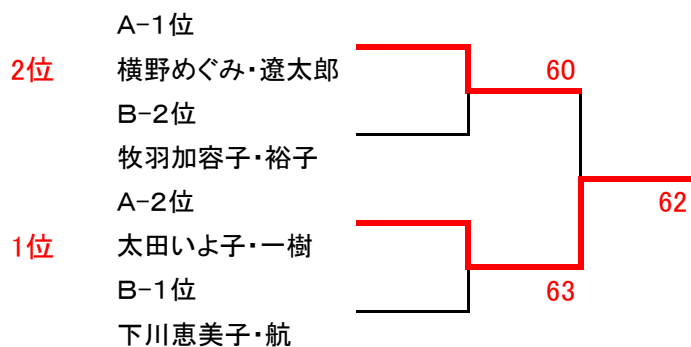 A-1位
2位 横野めぐみ・遼太郎 60
B-2位
牧羽加容子・裕子
A-2位 62
1位 太田いよ子・一樹
B-1位 63
下川恵美子・航